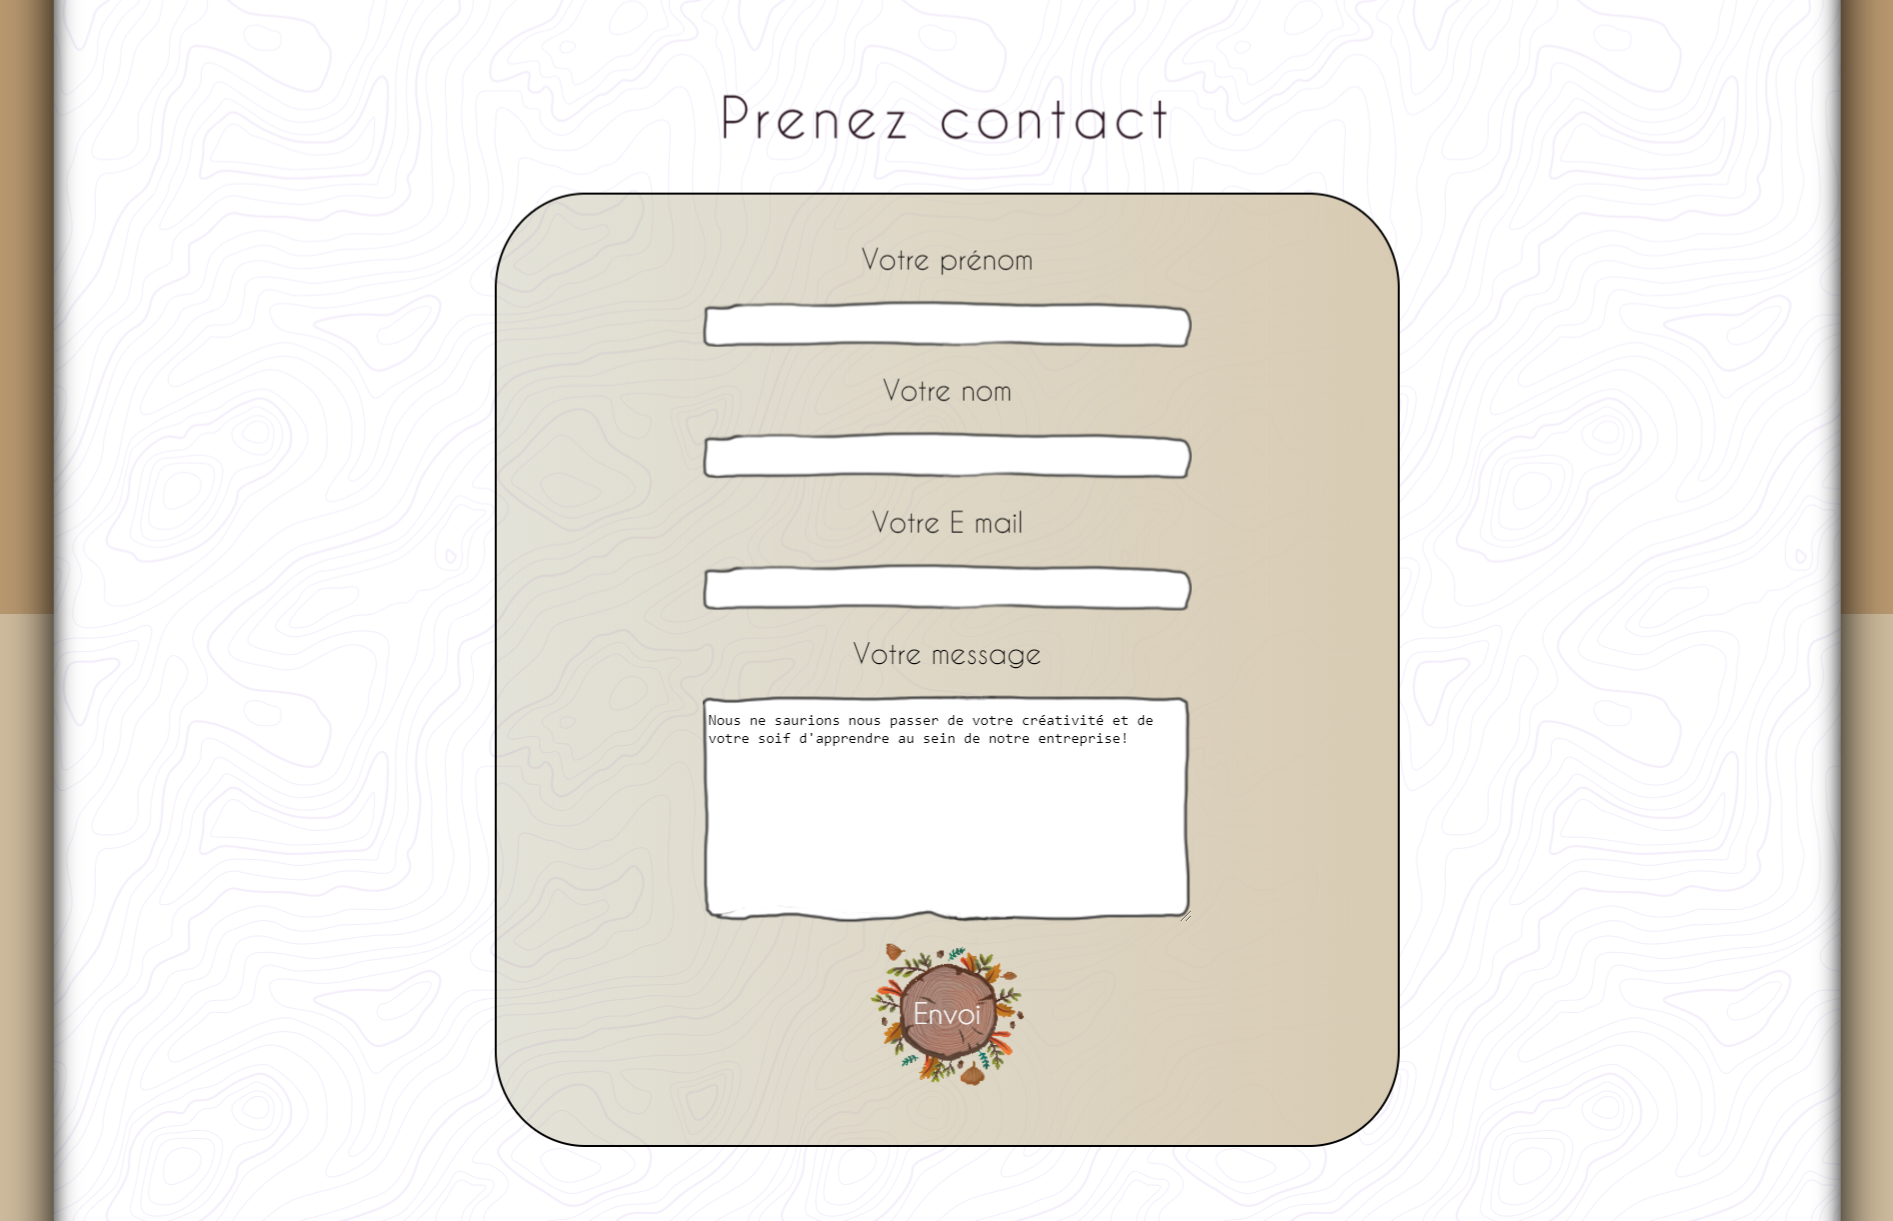 Prenez contact
Votre prénom
Votre nom
Votre E mail
Votre message
Nous ne saurions nous passer de votre créativité et de
votre soif d'apprendre au sein de notre entreprise!
Envoi